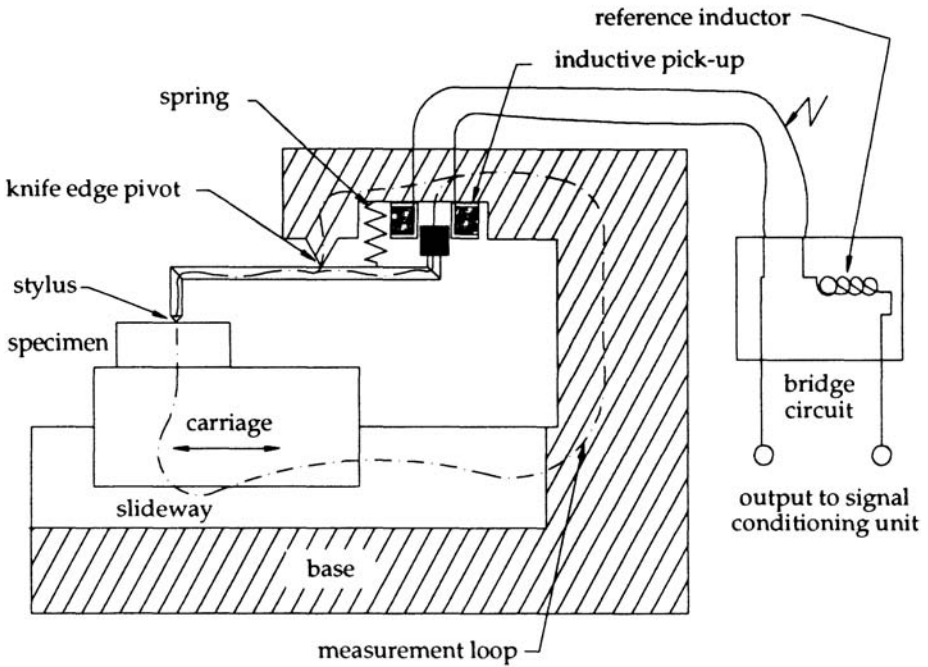 reference inductor
inductive pick-up
spring
knife edge pivot
stylus
specimen
carriage
slideway
base
measurement loop
bridge
circuit
output to signal
conditioning unit